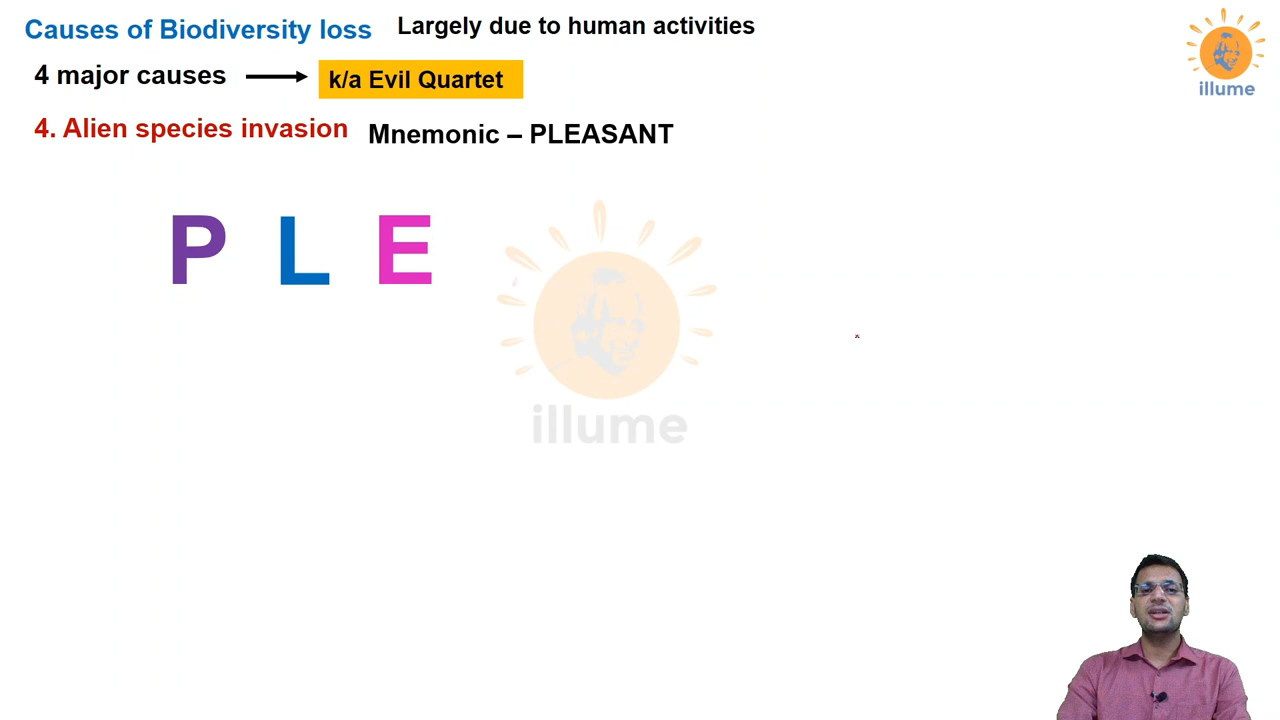 Causes of Biodiversity loss Largely due to human activities
4 major causes k/a Evil Quartet
4. Alien species invasion Mnemonic – PLEASANT
P L E
illume
illume